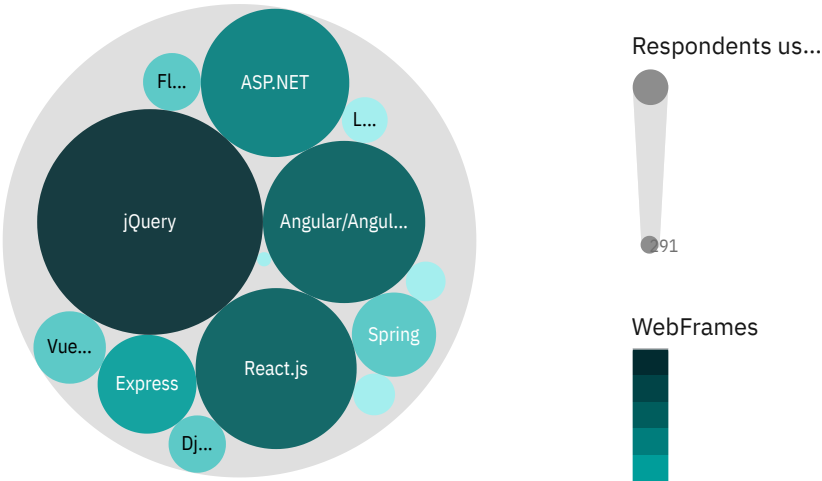 Respondents us...
ASP.NET
Fl...
L...
jQuery
Angular/Angul...
291
WebFrames
Spring
Vue...
React.js
Express
Dj...